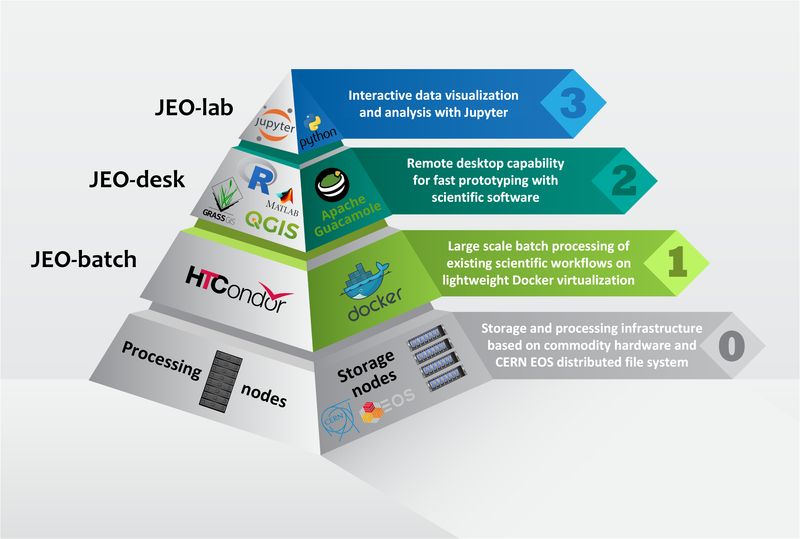 JEO-lab
jupyter
python
Interactive data visualization
and analysis with Jupyter
3
JEO-desk
R
MATLAB
GRASS GIS
QGIS
Apache
Guacamole
Remote desktop capability
for fast prototyping with
scientific software
2
JEO-batch
HTCondor
docker
Large scale batch processing of
existing scientific workflows on
lightweight Docker virtualization
1
Processing
nodes
Storage
nodes
CERN
EOS
Storage and processing infrastructure
based on commodity hardware and
CERN EOS distributed file system
0